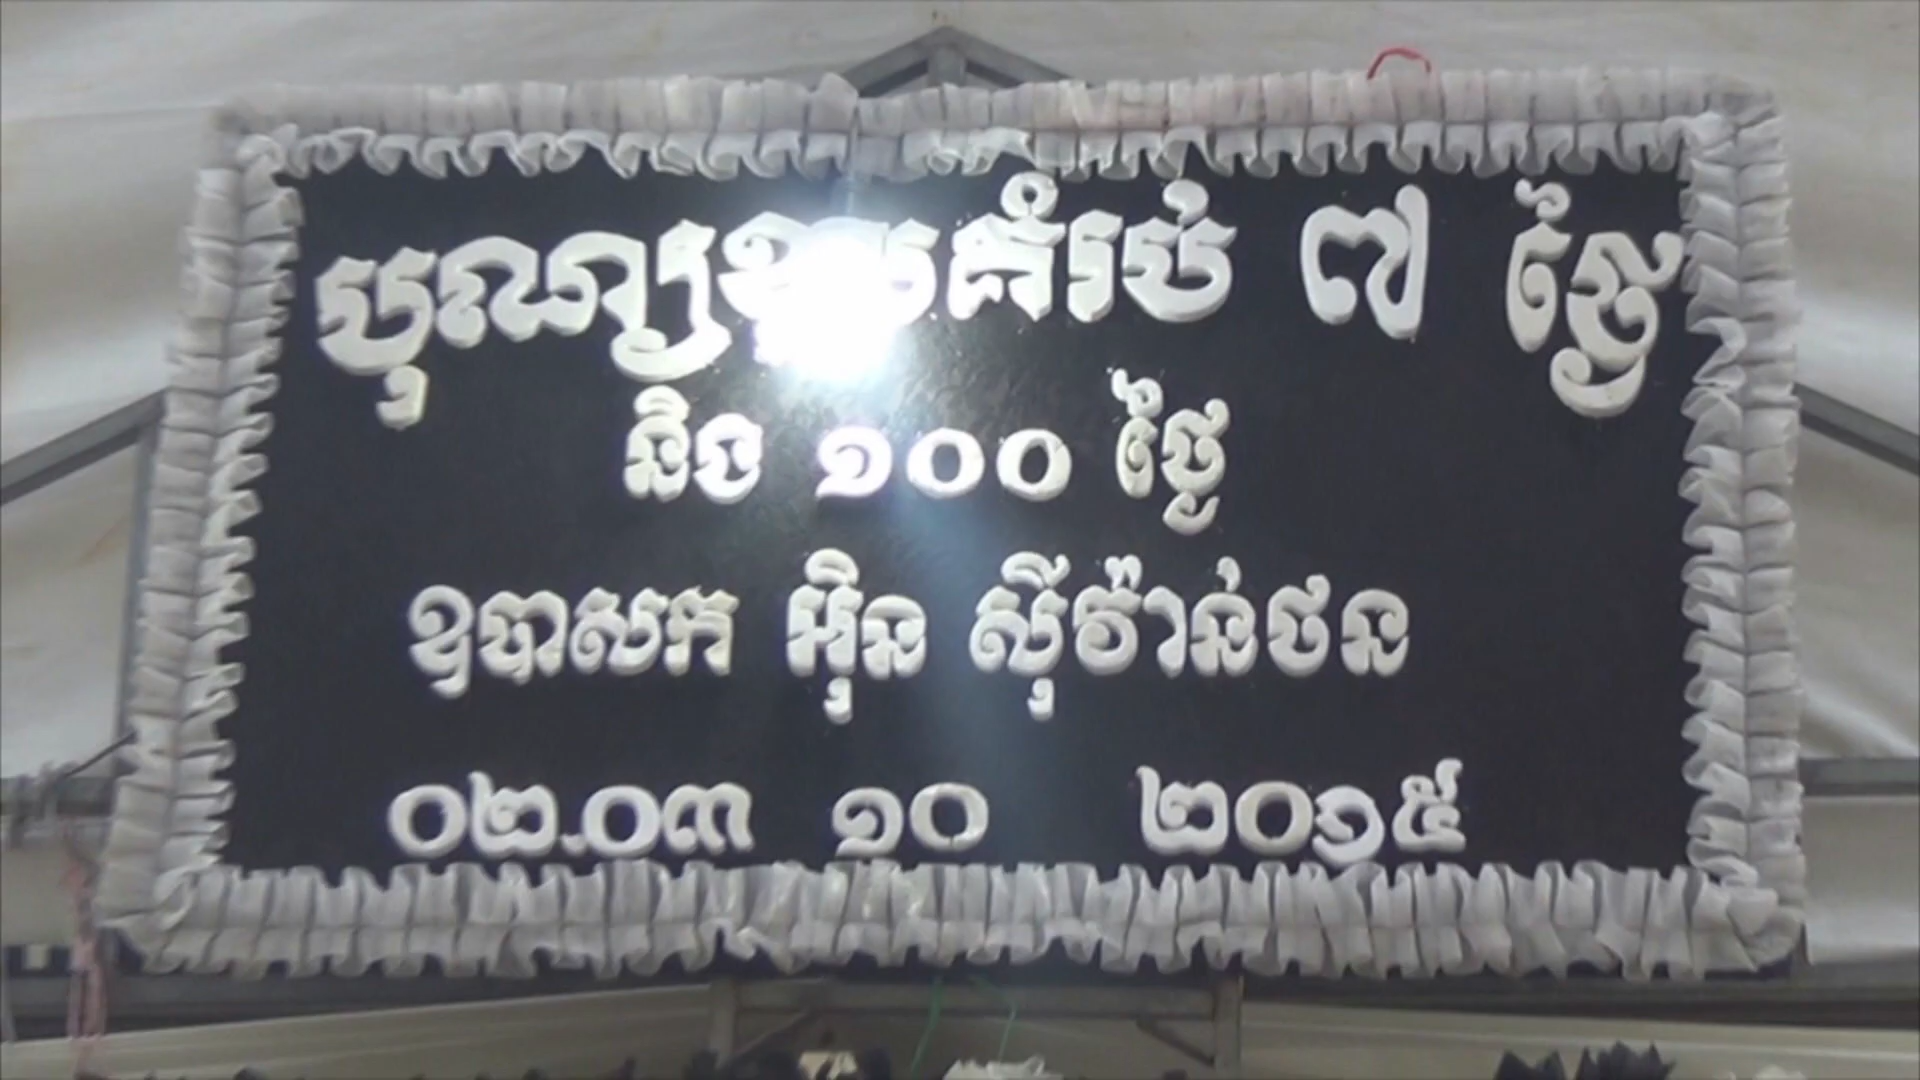 បុណ្យខួបគំរប់ ៧ ថ្ងៃ
និង ១០០ ថ្ងៃ
ឧបាសក អ៊ិន ស៊ីវ៉ាន់ថន
០២.០៣ ១០ ២០១៥